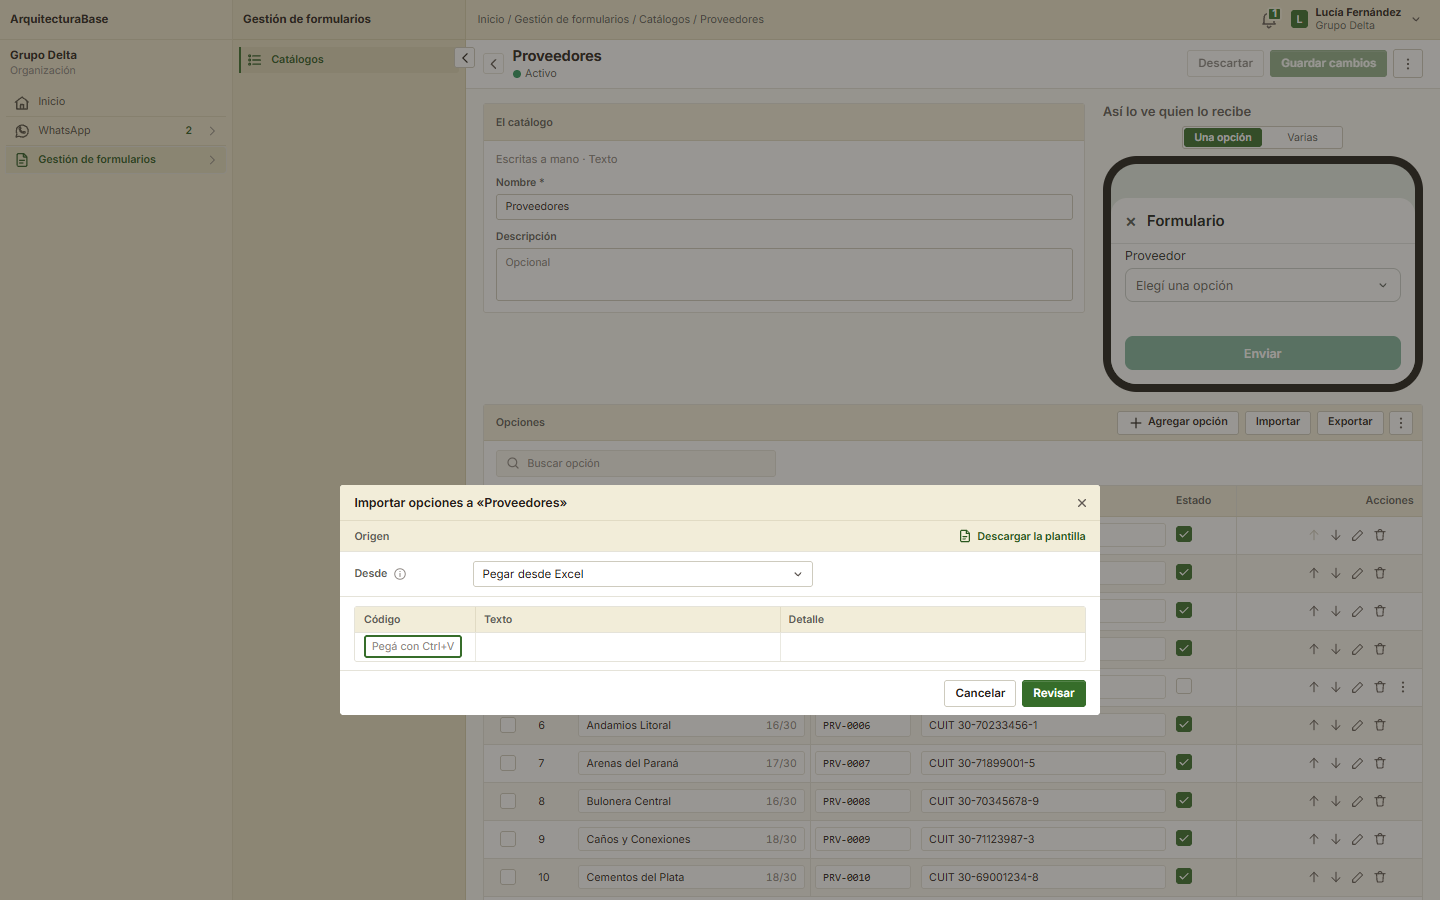 ArquitecturaBase
Gestión de formularios
Inicio / Gestión de formularios / Catálogos / Proveedores
1
L
Lucía Fernández
Grupo Delta
Grupo Delta
Organización
Inicio
WhatsApp 2
Gestión de formularios
Catálogos
Proveedores
Activo
Descartar
Guardar cambios
El catálogo
Escritas a mano · Texto
Nombre *
Proveedores
Descripción
Opcional
Así lo ve quien lo recibe
Una opción
Varias
Formulario
Proveedor
Elegí una opción
Enviar
Opciones
Agregar opción
Importar
Exportar
Buscar opción
Estado
Acciones
Importar opciones a «Proveedores»
Origen
Descargar la plantilla
Desde
Pegar desde Excel
Código Texto Detalle
Pegá con Ctrl+V
Cancelar
Revisar
6 Andamios Litoral 16/30 PRV-0006 CUIT 30-70233456-1
7 Arenas del Paraná 17/30 PRV-0007 CUIT 30-71899001-5
8 Bulonera Central 16/30 PRV-0008 CUIT 30-70345678-9
9 Caños y Conexiones 18/30 PRV-0009 CUIT 30-71123987-3
10 Cementos del Plata 18/30 PRV-0010 CUIT 30-69001234-8